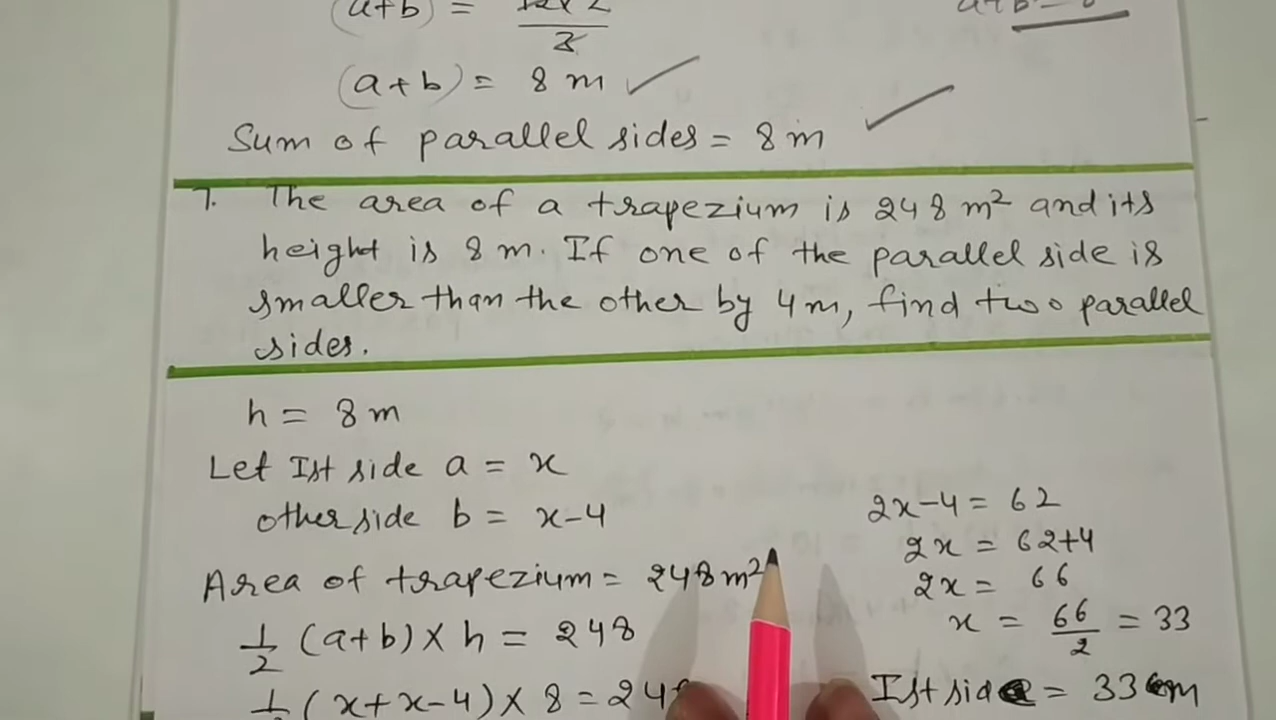 (a+b) =
(a+b) = 8 m
Sum of parallel sides = 8 m
7. The area of a trapezium is 248 m² and its
height is 8 m. If one of the parallel side is
smaller than the other by 4 m, find two parallel
sides.
h = 8 m
Let Ist side a = x
other side b = x-4
Area of trapezium = 248 m²
1/2 (a+b) × h = 248
(x+x-4) × 8 =
2x-4 = 62
2x = 62+4
2x = 66
x = 66/2 = 33
Ist side = 33 m